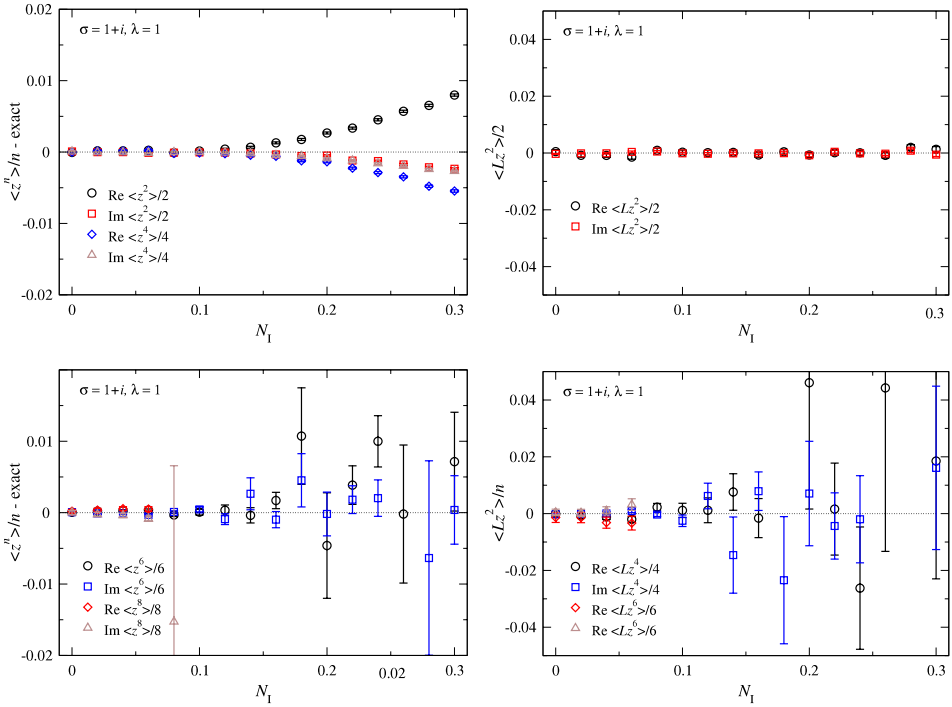 0.02
σ = 1+i, λ = 1
0.01
<z^n>/n - exact
0
Re <z^2>/2
Im <z^2>/2
-0.01
Re <z^4>/4
Im <z^4>/4
-0.02
0 0.1 0.2 0.3
N_I
0.04
σ = 1+i, λ = 1
0.02
<Lz^2>/2
0
Re <Lz^2>/2
-0.02
Im <Lz^2>/2
-0.04
0 0.1 0.2 0.3
N_I
σ = 1+i, λ = 1
0.01
<z^n>/n - exact
0
Re <z^6>/6
-0.01
Im <z^6>/6
Re <z^8>/8
Im <z^8>/8
-0.02
0 0.1 0.2 0.02 0.3
N_I
σ = 1+i, λ = 1
0.04
0.02
<Lz^2>/n
0
Re <Lz^4>/4
-0.02
Im <Lz^4>/4
Re <Lz^6>/6
Re <Lz^6>/6
-0.04
0 0.1 0.2 0.3
N_I